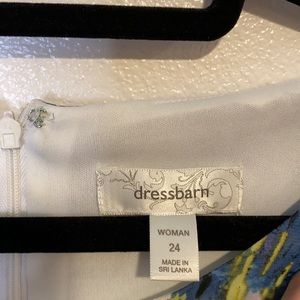 dressbarn
WOMAN
24
MADE IN
SRI LANKA